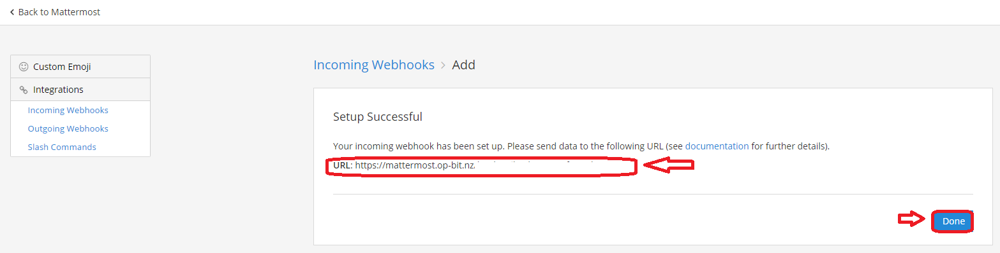 Back to Mattermost
Custom Emoji
Integrations
Incoming Webhooks
Outgoing Webhooks
Slash Commands
Incoming Webhooks > Add
Setup Successful
Your incoming webhook has been set up. Please send data to the following URL (see documentation for further details).
URL: https://mattermost.op-bit.nz
Done